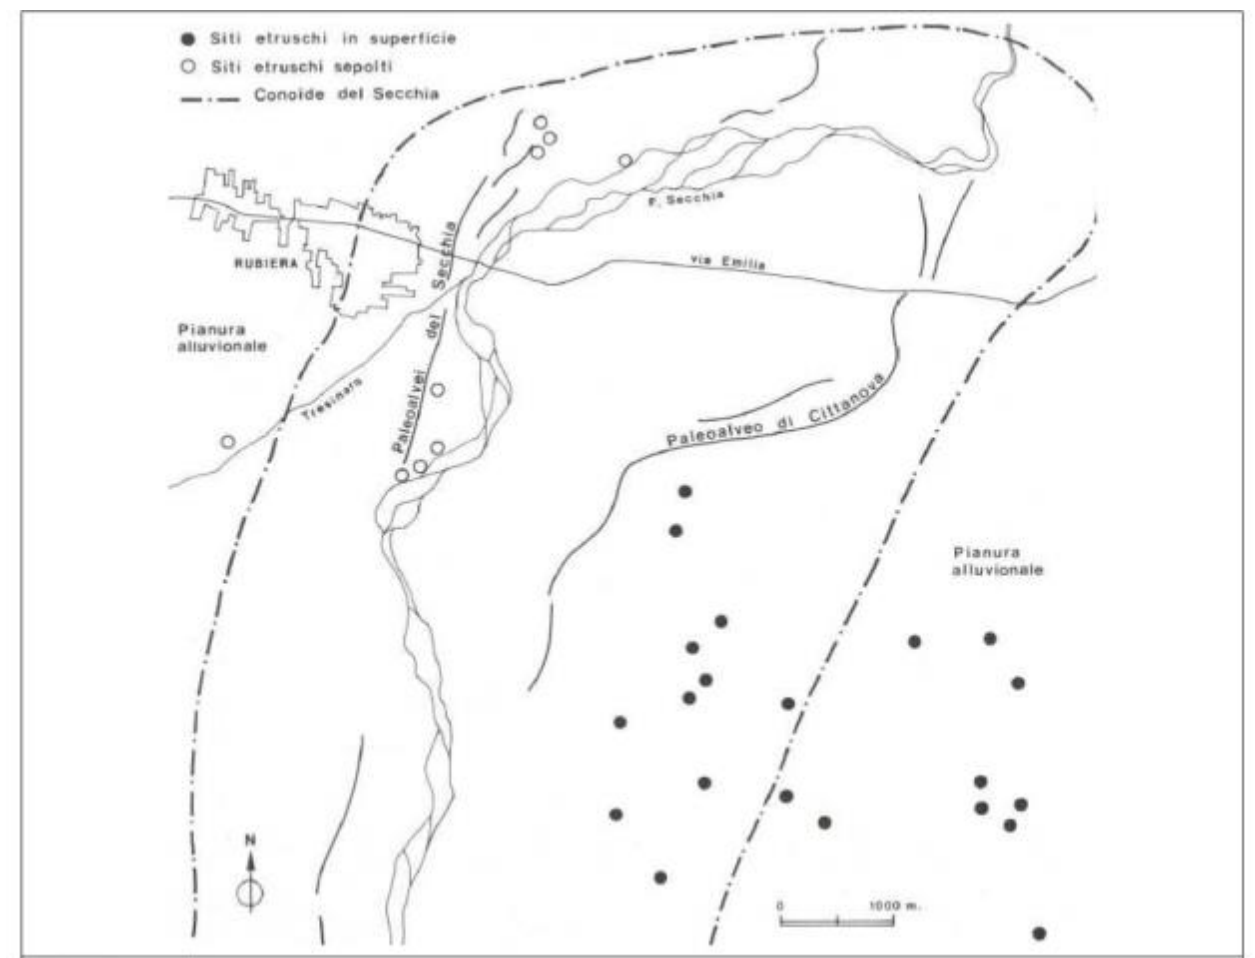 Siti etruschi in superficie
Siti etruschi sepolti
Conoide del Secchia
F. Secchia
RUBIERA
via Emilia
Paleoalvei del Secchia
Pianura
alluvionale
Tresinaro
Paleoalveo di Cittanova
Pianura
alluvionale
N
0 1000 m.